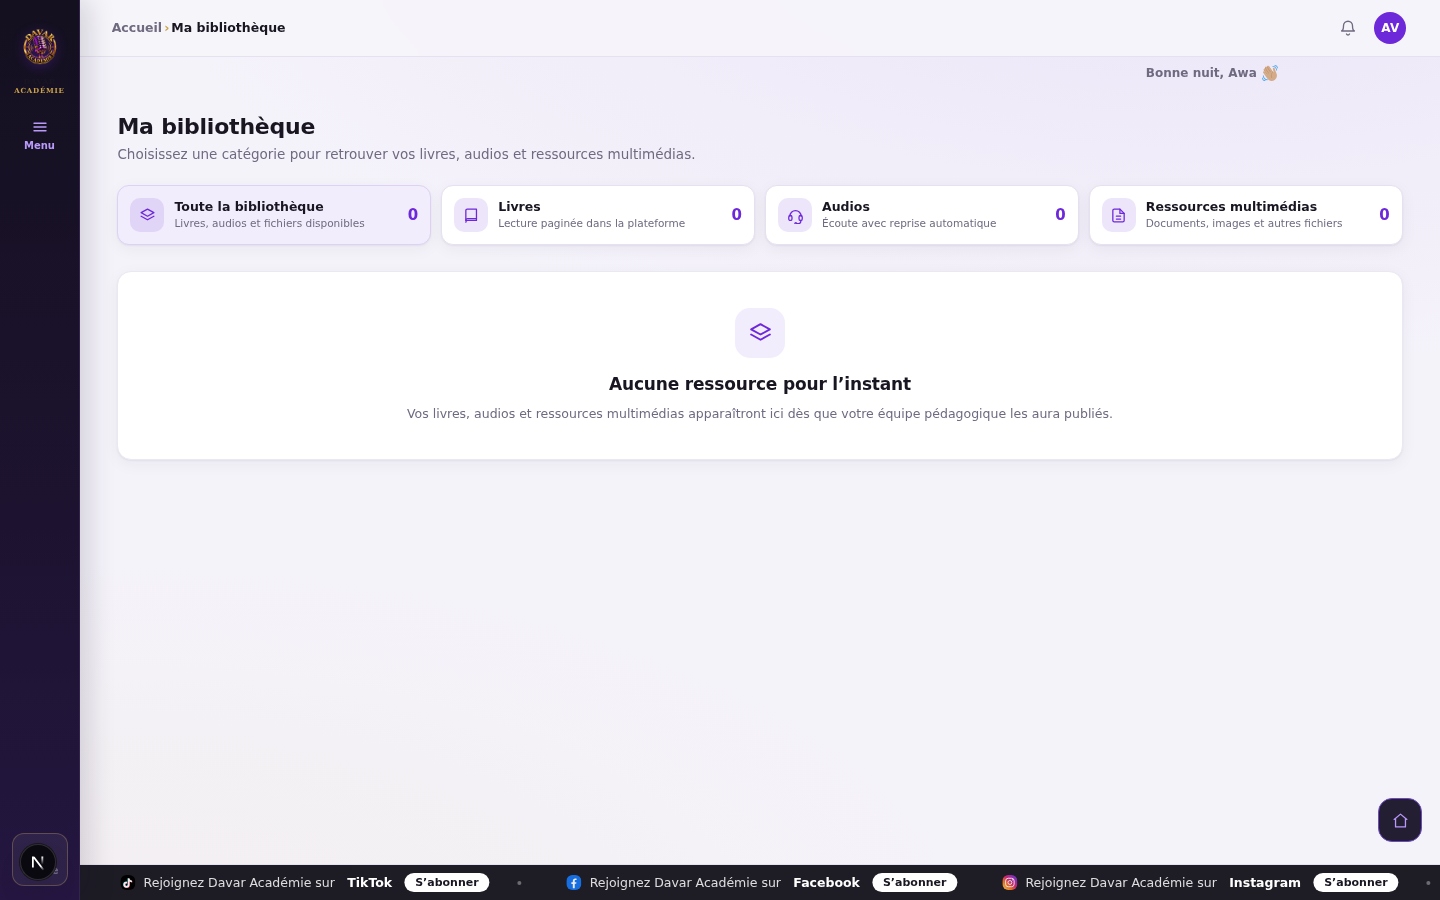 Accueil › Ma bibliothèque
AV
DAVAR
ACADÉMIE
Bonne nuit, Awa 👋🏽
Menu
Ma bibliothèque
Choisissez une catégorie pour retrouver vos livres, audios et ressources multimédias.
Toute la bibliothèque
Livres, audios et fichiers disponibles
0
Livres
Lecture paginée dans la plateforme
0
Audios
Écoute avec reprise automatique
0
Ressources multimédias
Documents, images et autres fichiers
0
Aucune ressource pour l’instant
Vos livres, audios et ressources multimédias apparaîtront ici dès que votre équipe pédagogique les aura publiés.
N
Rejoignez Davar Académie sur TikTok S’abonner •
Rejoignez Davar Académie sur Facebook S’abonner
Rejoignez Davar Académie sur Instagram S’abonner •